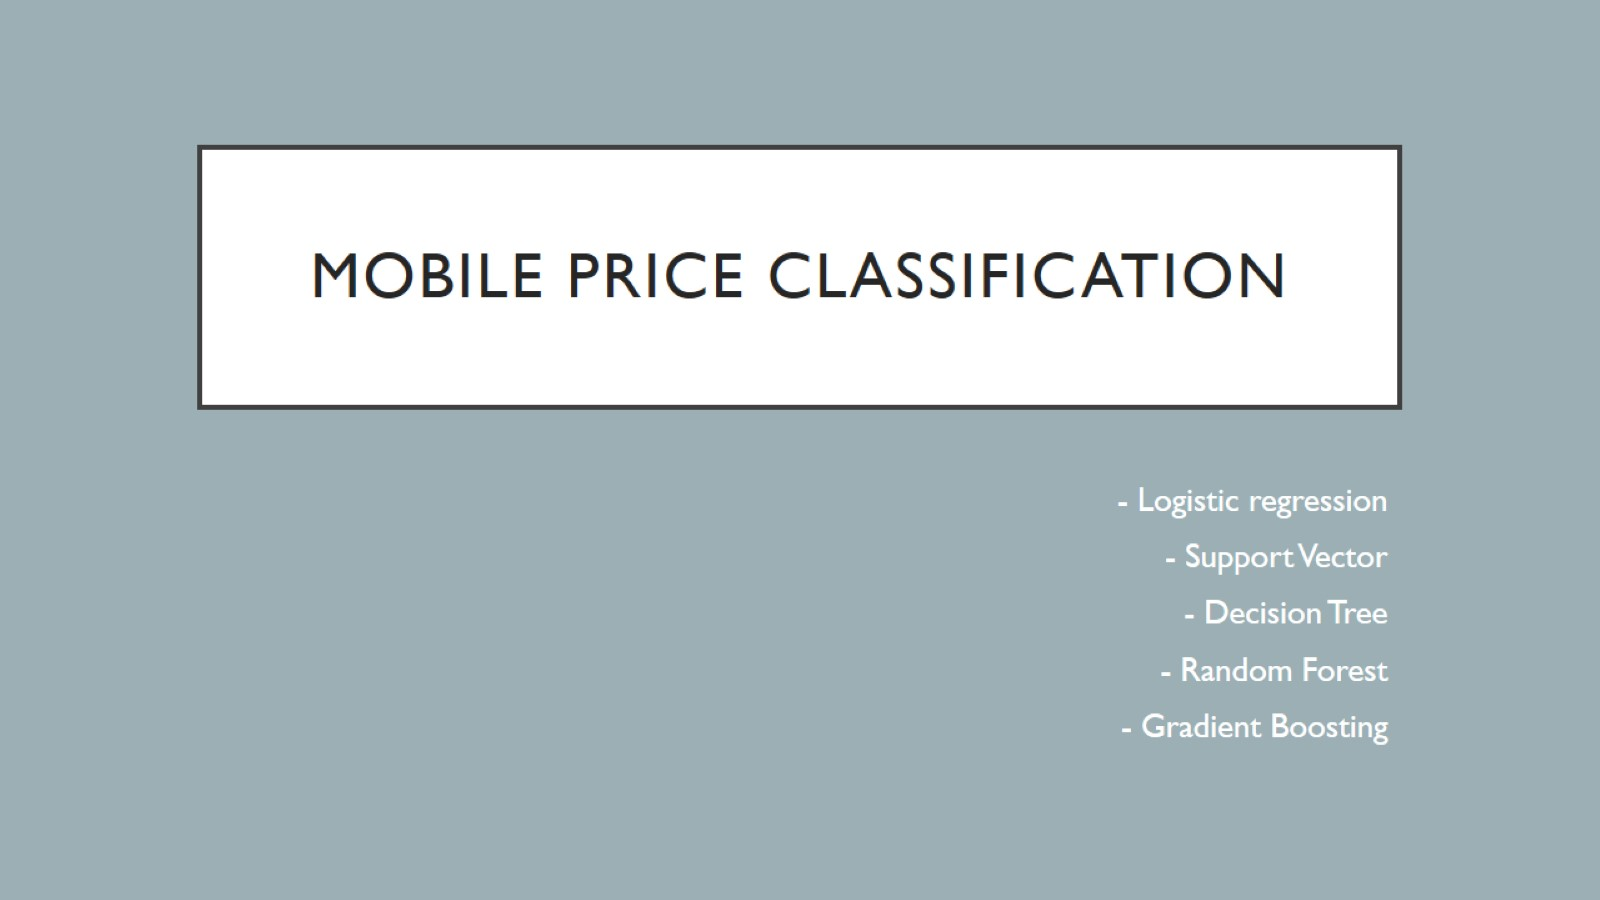 MOBILE PRICE CLASSIFICATION
- Logistic regression
- Support Vector
- Decision Tree
- Random Forest
- Gradient Boosting